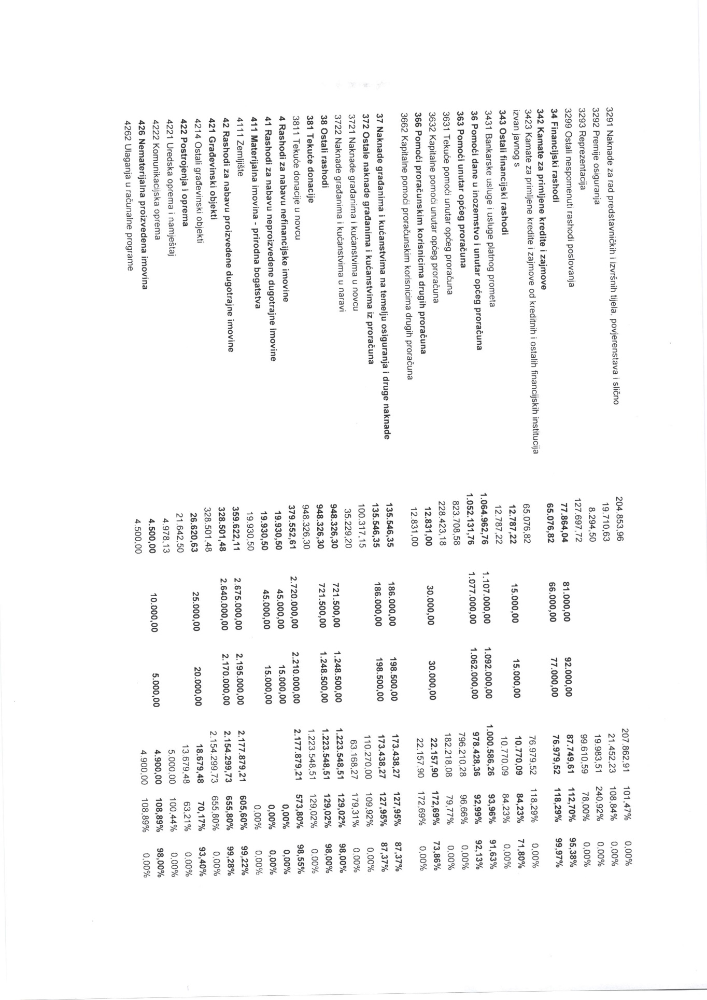 3291 Naknade za rad predstavničkih i izvršnih tijela, povjerenstava i slično 204.853,96 207.862,91 101,47% 0,00%
3292 Premije osiguranja 19.710,63 21.452,23 108,84% 0,00%
3293 Reprezentacija 8.294,50 19.983,51 240,92% 0,00%
3299 Ostali nespomenuti rashodi poslovanja 127.697,72 99.610,59 78,00% 0,00%
34 Financijski rashodi 77.864,04 81.000,00 92.000,00 87.749,61 112,70% 95,38%
342 Kamate za primljene kredite i zajmove 65.076,82 66.000,00 77.000,00 76.979,52 118,29% 99,97%
3423 Kamate za primljene kredite i zajmove od kreditnih i ostalih financijskih institucija
izvan javnog s 65.076,82 76.979,52 118,29% 0,00%
343 Ostali financijski rashodi 12.787,22 15.000,00 15.000,00 10.770,09 84,23% 71,80%
3431 Bankarske usluge i usluge platnog prometa 12.787,22 10.770,09 84,23% 0,00%
36 Pomoći dane u inozemstvo i unutar općeg proračuna 1.064.962,76 1.107.000,00 1.092.000,00 1.000.586,26 93,96% 91,63%
363 Pomoći unutar općeg proračuna 1.052.131,76 1.077.000,00 1.062.000,00 978.428,36 92,99% 92,13%
3631 Tekuće pomoći unutar općeg proračuna 823.708,58 796.210,28 96,66% 0,00%
3632 Kapitalne pomoći unutar općeg proračuna 228.423,18 182.218,08 79,77% 0,00%
366 Pomoći proračunskim korisnicima drugih proračuna 12.831,00 30.000,00 30.000,00 22.157,90 172,69% 73,86%
3662 Kapitalne pomoći proračunskim korisnicima drugih proračuna 12.831,00 22.157,90 172,69% 0,00%
37 Naknade građanima i kućanstvima na temelju osiguranja i druge naknade 135.546,35 186.000,00 198.500,00 173.438,27 127,95% 87,37%
372 Ostale naknade građanima i kućanstvima iz proračuna 135.546,35 186.000,00 198.500,00 173.438,27 127,95% 87,37%
3721 Naknade građanima i kućanstvima u novcu 100.317,15 110.270,00 109,92% 0,00%
3722 Naknade građanima i kućanstvima u naravi 35.229,20 63.168,27 179,31% 0,00%
38 Ostali rashodi 948.326,30 721.500,00 1.248.500,00 1.223.548,51 129,02% 98,00%
381 Tekuće donacije 948.326,30 721.500,00 1.248.500,00 1.223.548,51 129,02% 98,00%
3811 Tekuće donacije u novcu 948.326,30 1.223.548,51 129,02% 0,00%
4 Rashodi za nabavu nefinancijske imovine 379.552,61 2.720.000,00 2.210.000,00 2.177.879,21 573,80% 98,55%
41 Rashodi za nabavu neproizvedene dugotrajne imovine 19.930,50 45.000,00 15.000,00 0,00% 0,00%
411 Materijalna imovina - prirodna bogatstva 19.930,50 45.000,00 15.000,00 0,00% 0,00%
4111 Zemljište 19.930,50 0,00% 0,00%
42 Rashodi za nabavu proizvedene dugotrajne imovine 359.622,11 2.675.000,00 2.195.000,00 2.177.879,21 605,60% 99,22%
421 Građevinski objekti 328.501,48 2.640.000,00 2.170.000,00 2.154.299,73 655,80% 99,28%
4214 Ostali građevinski objekti 328.501,48 2.154.299,73 655,80% 0,00%
422 Postrojenja i oprema 26.620,63 25.000,00 20.000,00 18.679,48 70,17% 93,40%
4221 Uredska oprema i namještaj 21.642,50 13.679,48 63,21% 0,00%
4222 Komunikacijska oprema 4.978,13 5.000,00 100,44% 0,00%
426 Nematerijalna proizvedena imovina 4.500,00 10.000,00 5.000,00 4.900,00 108,89% 98,00%
4262 Ulaganja u računalne programe 4.500,00 4.900,00 108,89% 0,00%